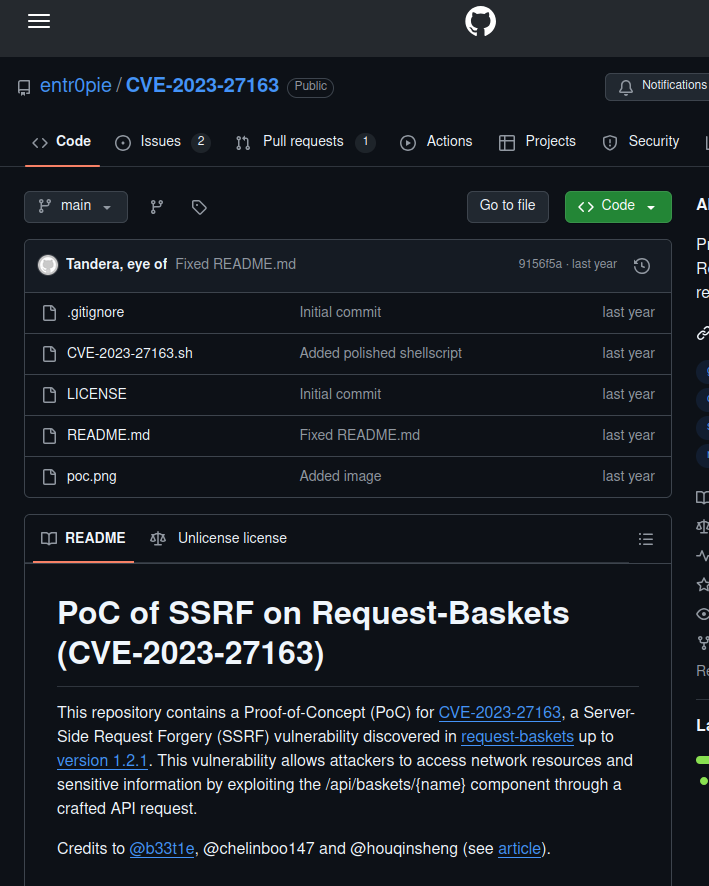 entr0pie / CVE-2023-27163 Public
Notifications
Code Issues 2 Pull requests 1 Actions Projects Security
main Go to file Code
Tandera, eye of Fixed README.md 9156f5a · last year
.gitignore Initial commit last year
CVE-2023-27163.sh Added polished shellscript last year
LICENSE Initial commit last year
README.md Fixed README.md last year
poc.png Added image last year
README Unlicense license
PoC of SSRF on Request-Baskets
(CVE-2023-27163)
This repository contains a Proof-of-Concept (PoC) for CVE-2023-27163, a Server-
Side Request Forgery (SSRF) vulnerability discovered in request-baskets up to
version 1.2.1. This vulnerability allows attackers to access network resources and
sensitive information by exploiting the /api/baskets/{name} component through a
crafted API request.
Credits to @b33t1e, @chelinboo147 and @houqinsheng (see article).